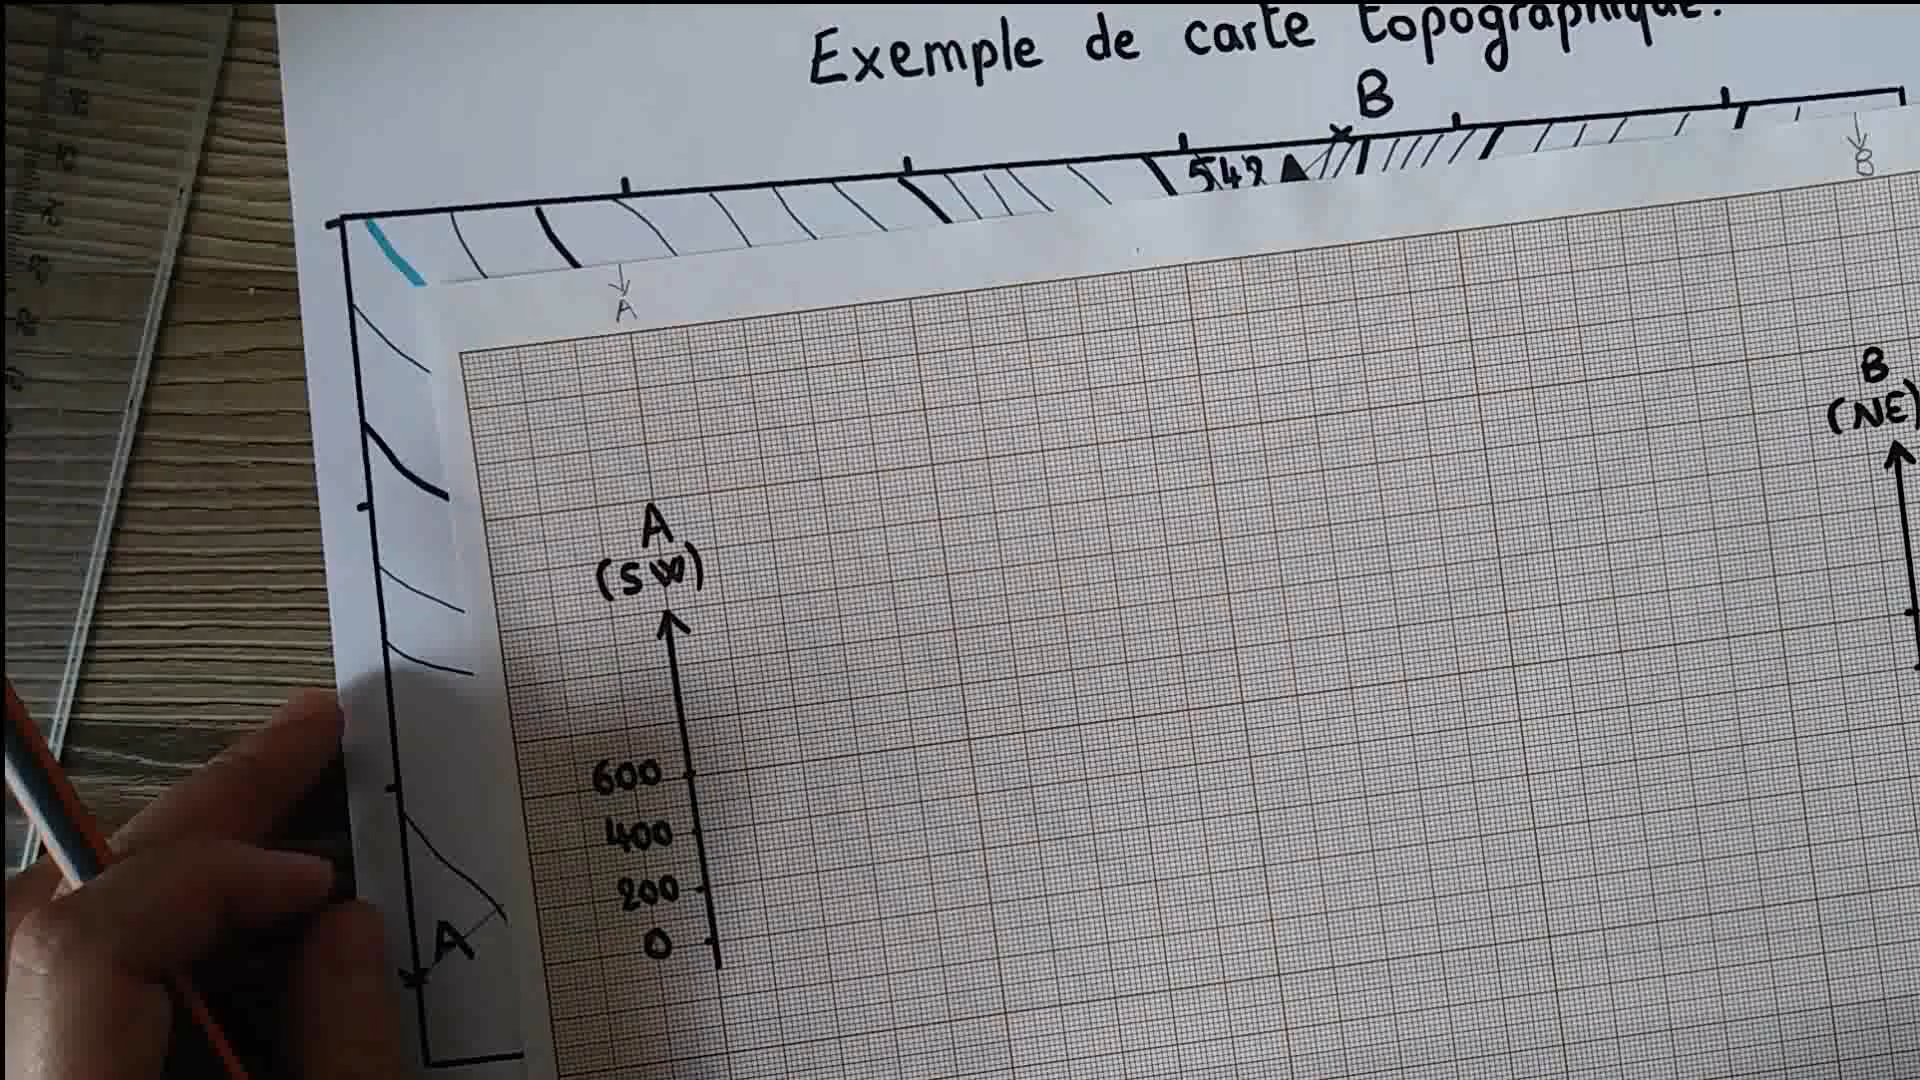 Exemple de carte topographique.
B
542
B
A
B
(NE)
A
(SW)
600
400
200
0
A